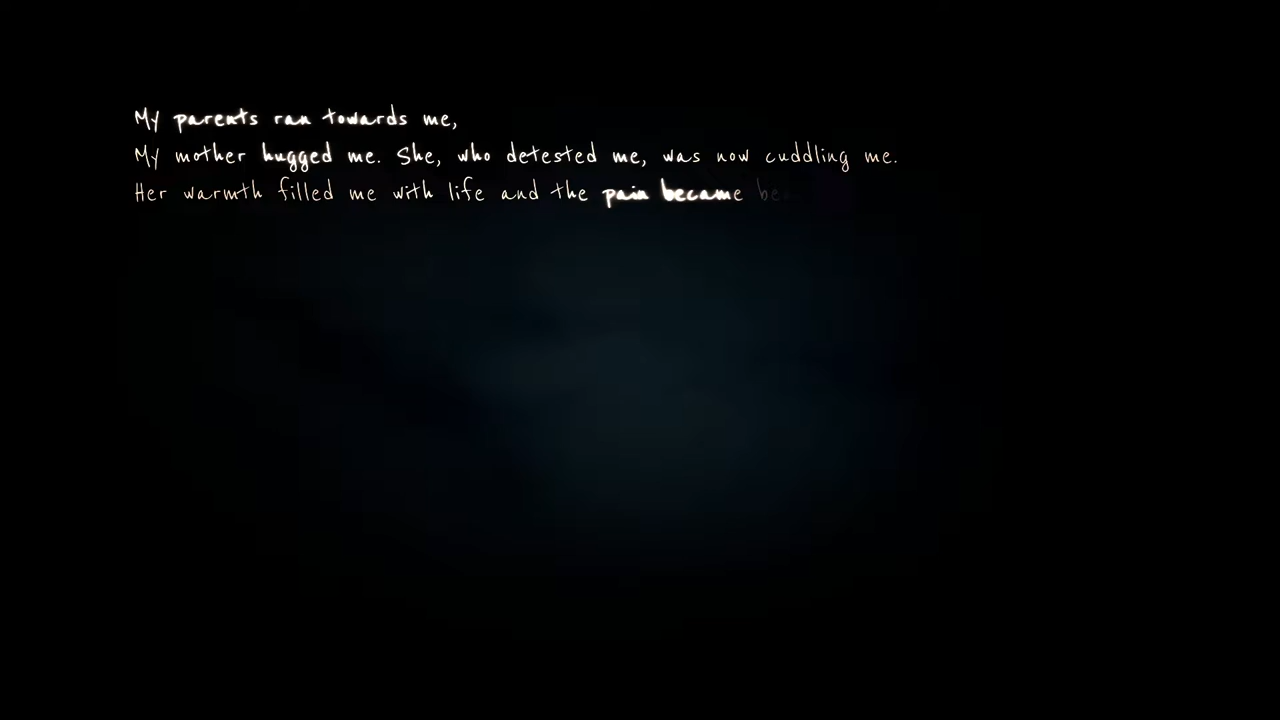 My parents ran towards me,
My mother hugged me. She, who detested me, was now cuddling me.
Her warmth filled me with life and the pain became